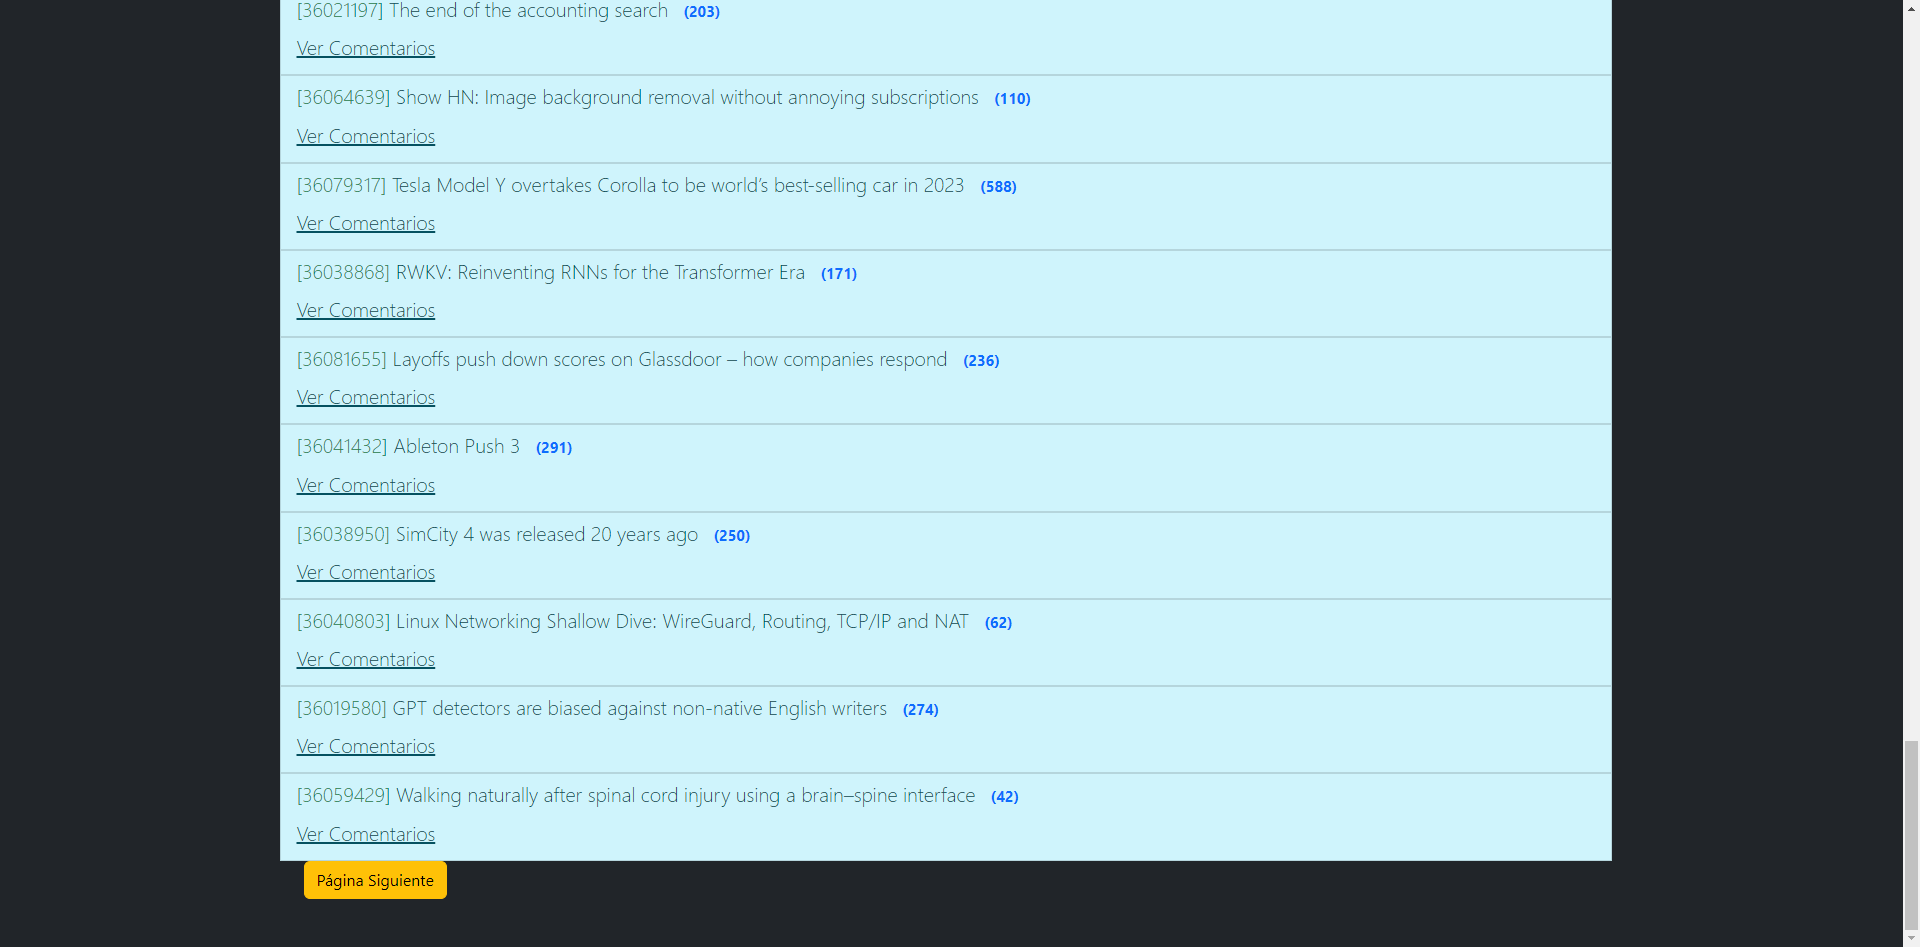 [36021197] The end of the accounting search (203)
Ver Comentarios
[36064639] Show HN: Image background removal without annoying subscriptions (110)
Ver Comentarios
[36079317] Tesla Model Y overtakes Corolla to be world’s best-selling car in 2023 (588)
Ver Comentarios
[36038868] RWKV: Reinventing RNNs for the Transformer Era (171)
Ver Comentarios
[36081655] Layoffs push down scores on Glassdoor – how companies respond (236)
Ver Comentarios
[36041432] Ableton Push 3 (291)
Ver Comentarios
[36038950] SimCity 4 was released 20 years ago (250)
Ver Comentarios
[36040803] Linux Networking Shallow Dive: WireGuard, Routing, TCP/IP and NAT (62)
Ver Comentarios
[36019580] GPT detectors are biased against non-native English writers (274)
Ver Comentarios
[36059429] Walking naturally after spinal cord injury using a brain–spine interface (42)
Ver Comentarios
Página Siguiente